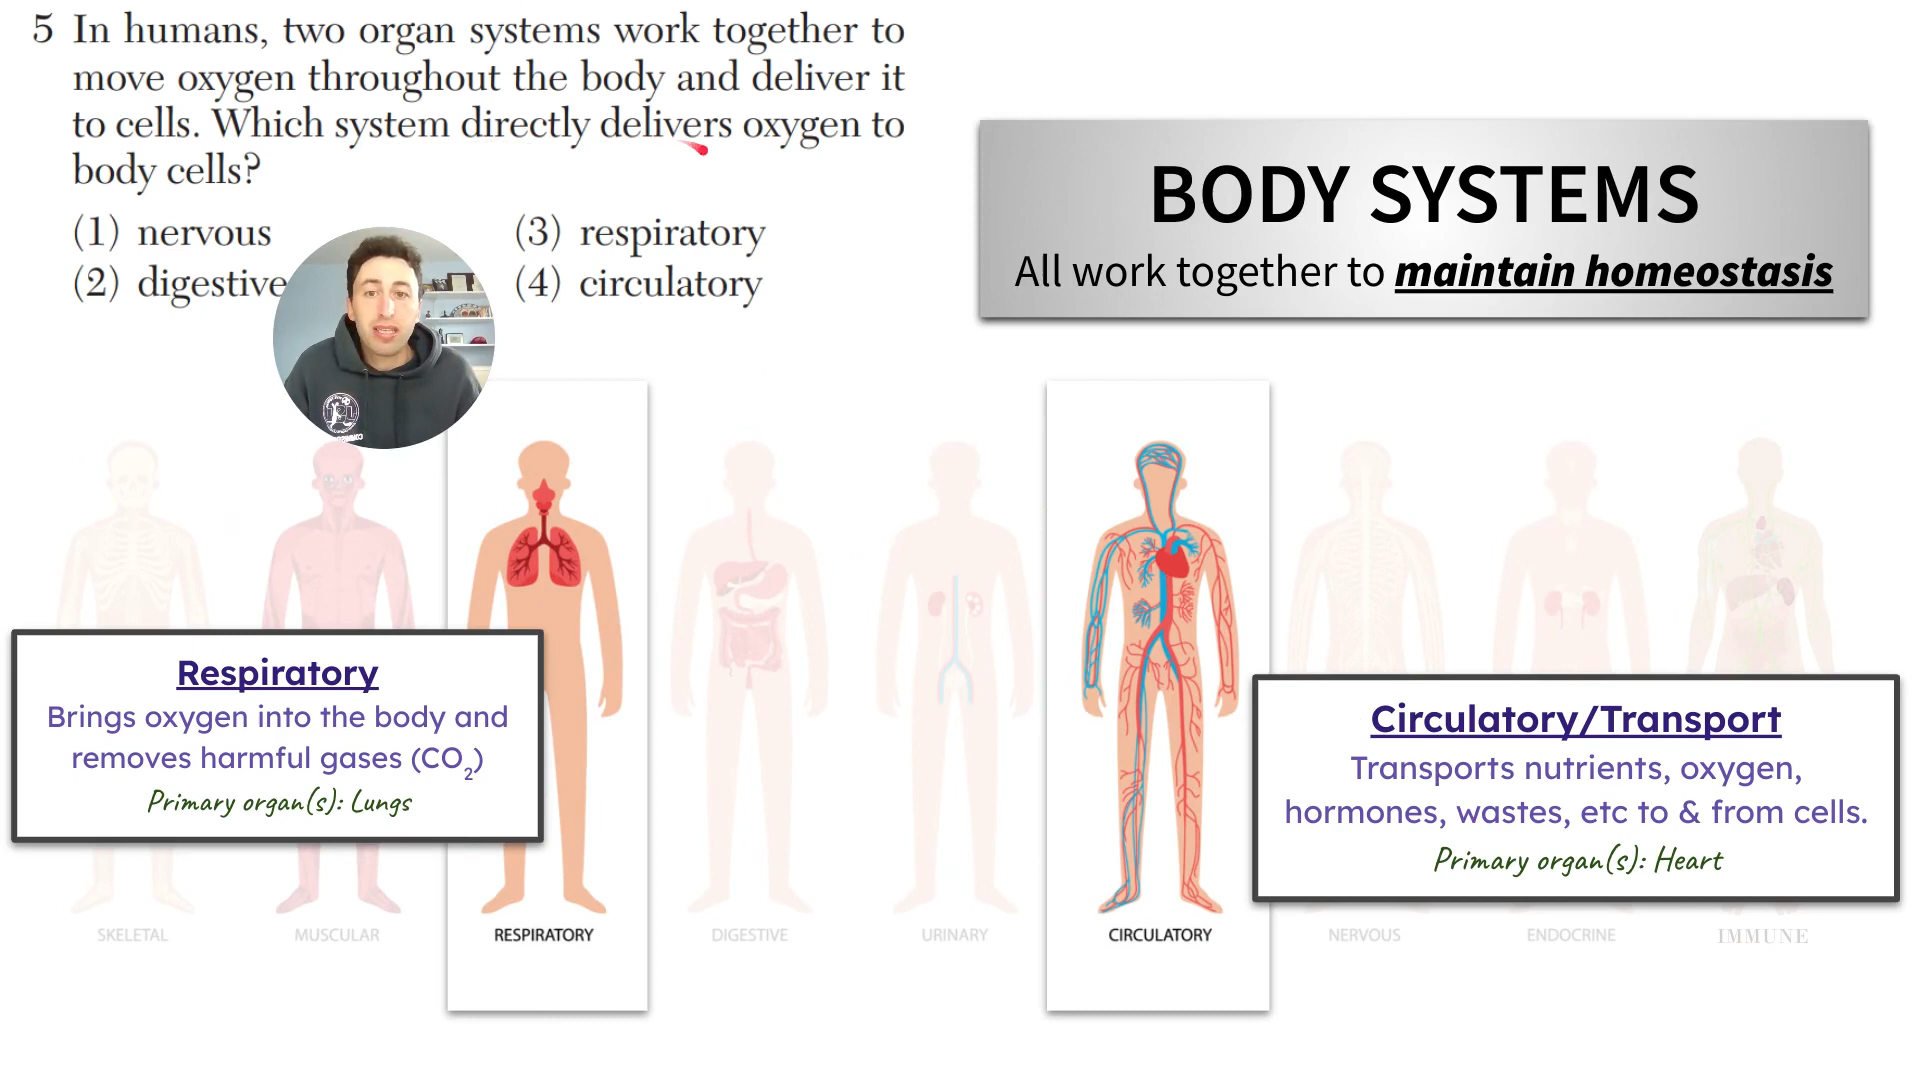 5 In humans, two organ systems work together to
move oxygen throughout the body and deliver it
to cells. Which system directly delivers oxygen to
body cells?
(1) nervous
(2) digestive
(3) respiratory
(4) circulatory
BODY SYSTEMS
All work together to maintain homeostasis
Respiratory
Brings oxygen into the body and
removes harmful gases (CO₂)
Primary organ(s): Lungs
Circulatory/Transport
Transports nutrients, oxygen,
hormones, wastes, etc to & from cells.
Primary organ(s): Heart
SKELETAL
MUSCULAR
RESPIRATORY
DIGESTIVE
URINARY
CIRCULATORY
NERVOUS
ENDOCRINE
IMMUNE